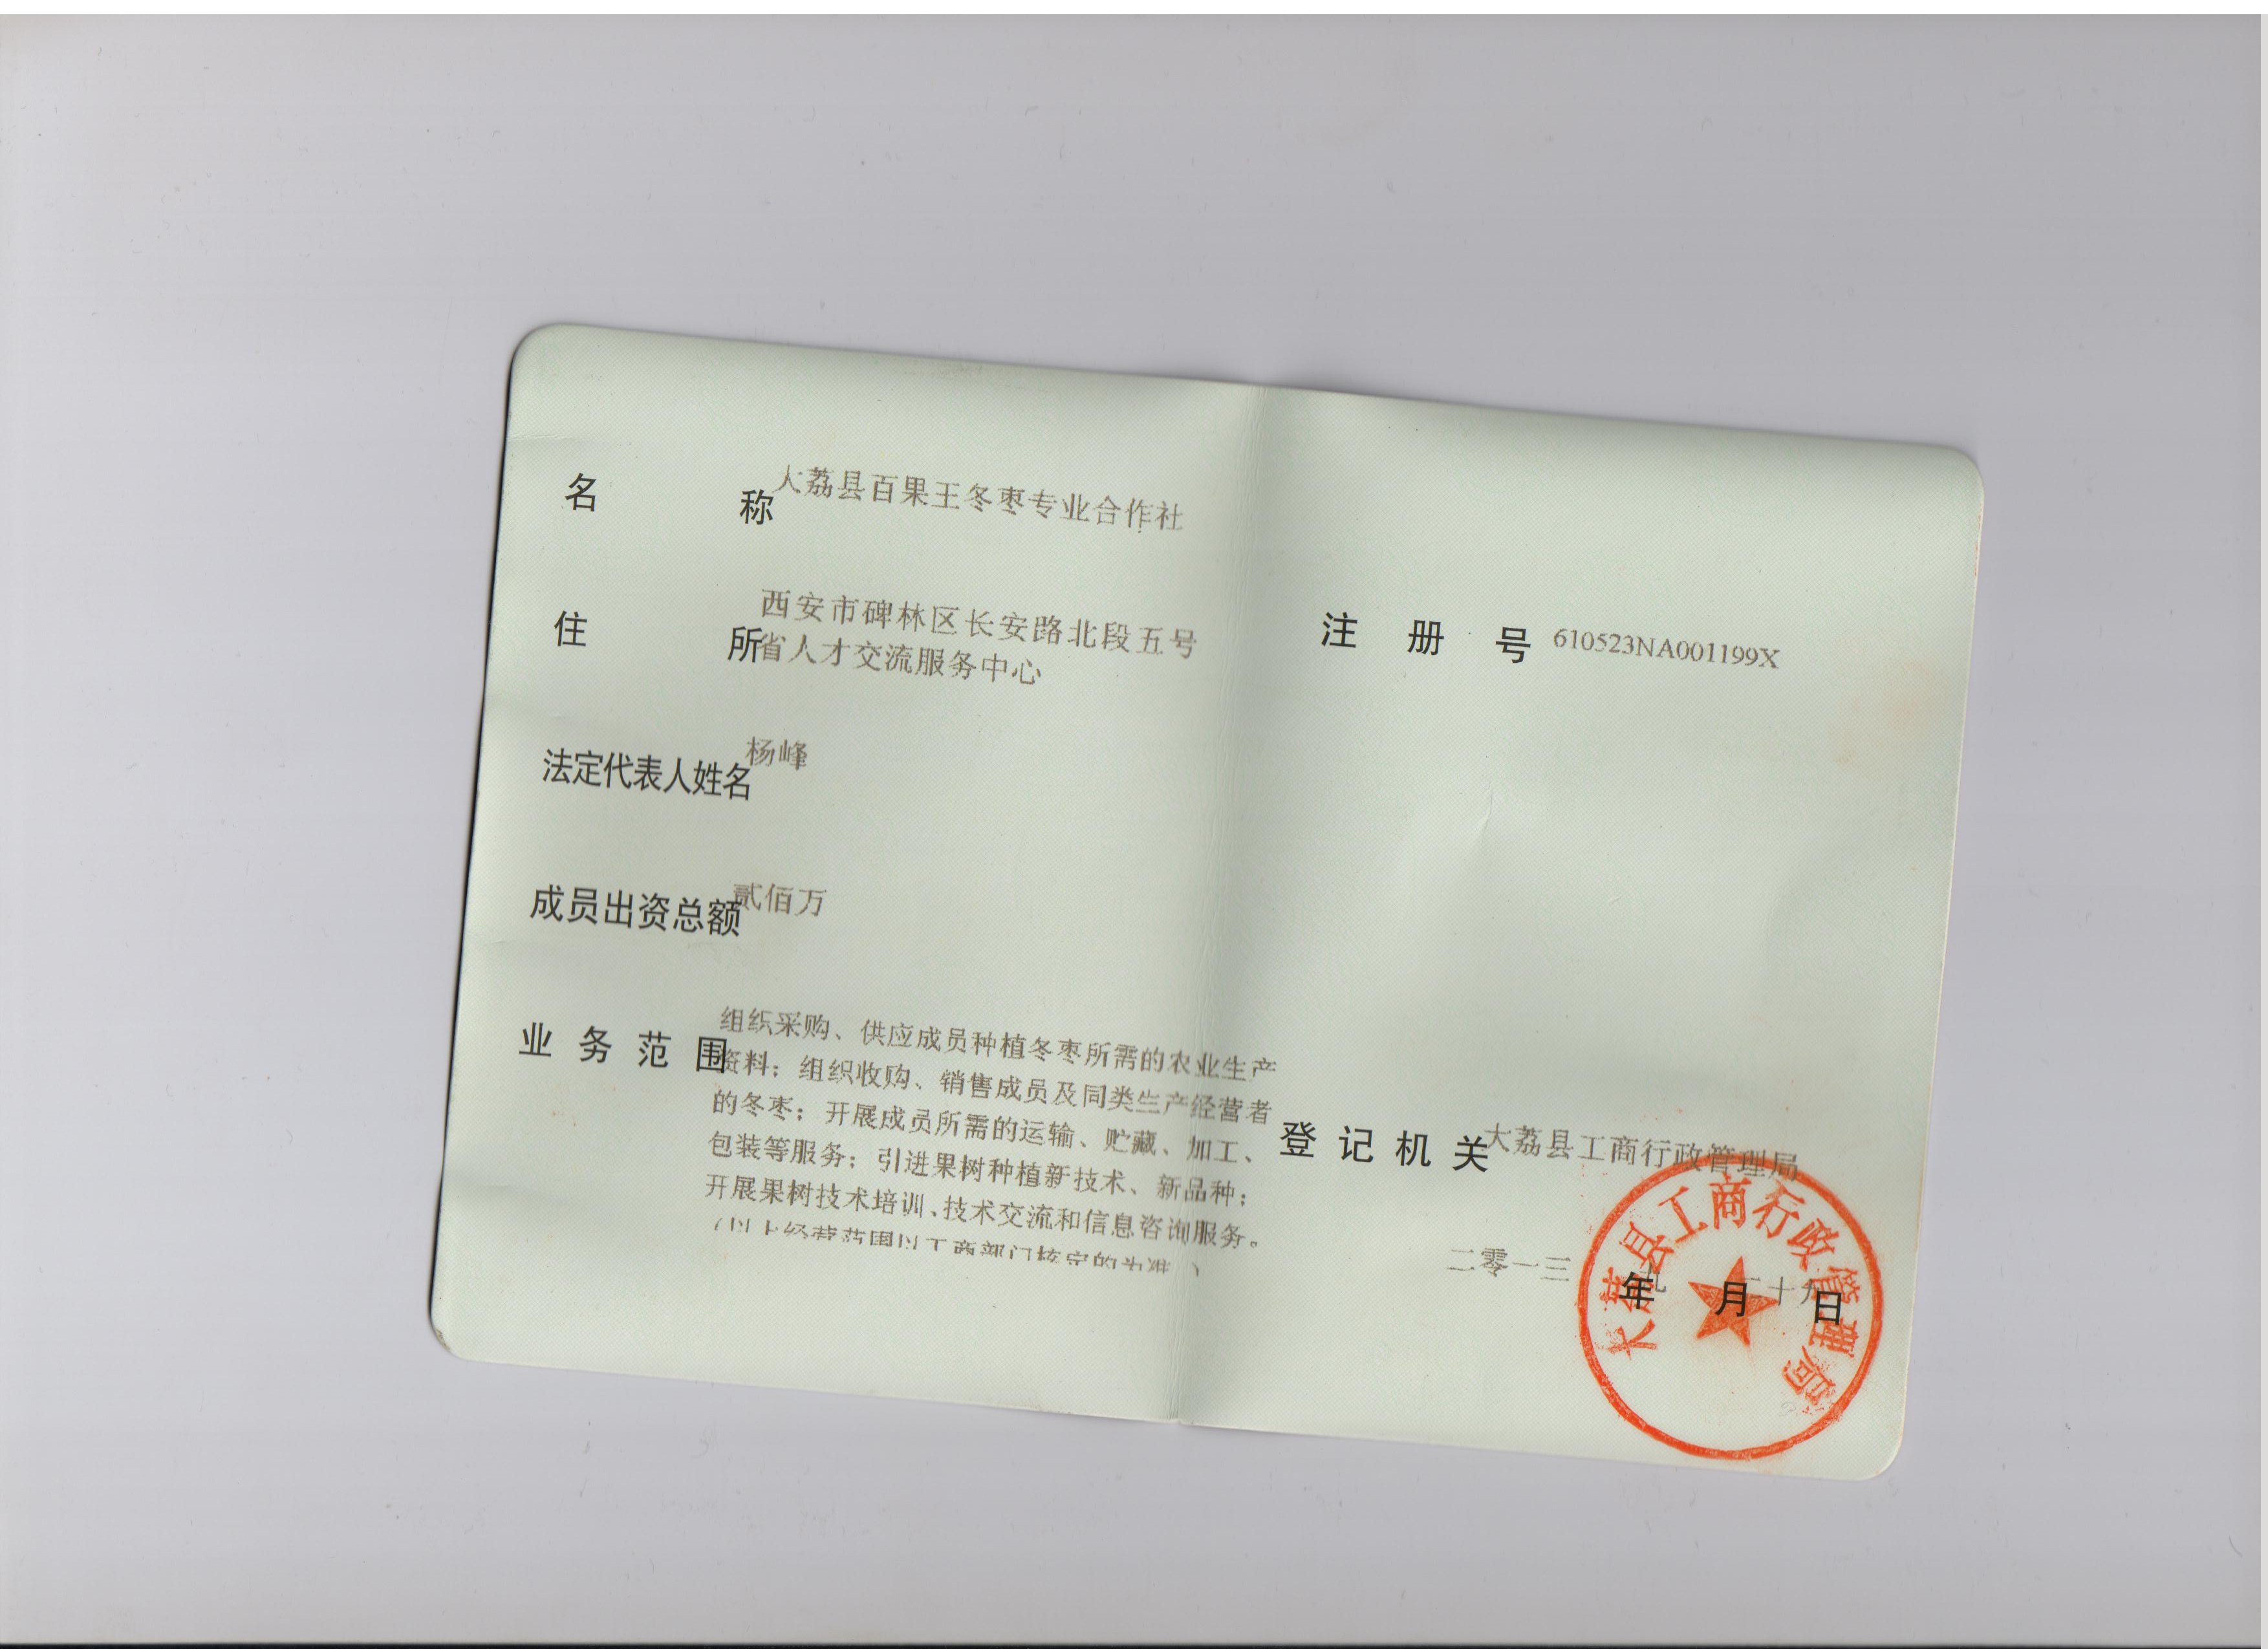 名 称 大荔县百果王冬枣专业合作社
住 所 西安市碑林区长安路北段五号
省人才交流服务中心
法定代表人姓名 杨峰
成员出资总额 贰佰万
业务范围 组织采购、供应成员种植冬枣所需的农业生产
资料；组织收购、销售成员及同类生产经营者
的冬枣；开展成员所需的运输、贮藏、加工、
包装等服务；引进果树种植新技术、新品种；
开展果树技术培训、技术交流和信息咨询服务。
（以上经营范围以工商部门核定的为准）
注册号 610523NA001199X
登记机关 大荔县工商行政管理局
二零一三 年 九 月 十九 日
大荔县工商行政管理局